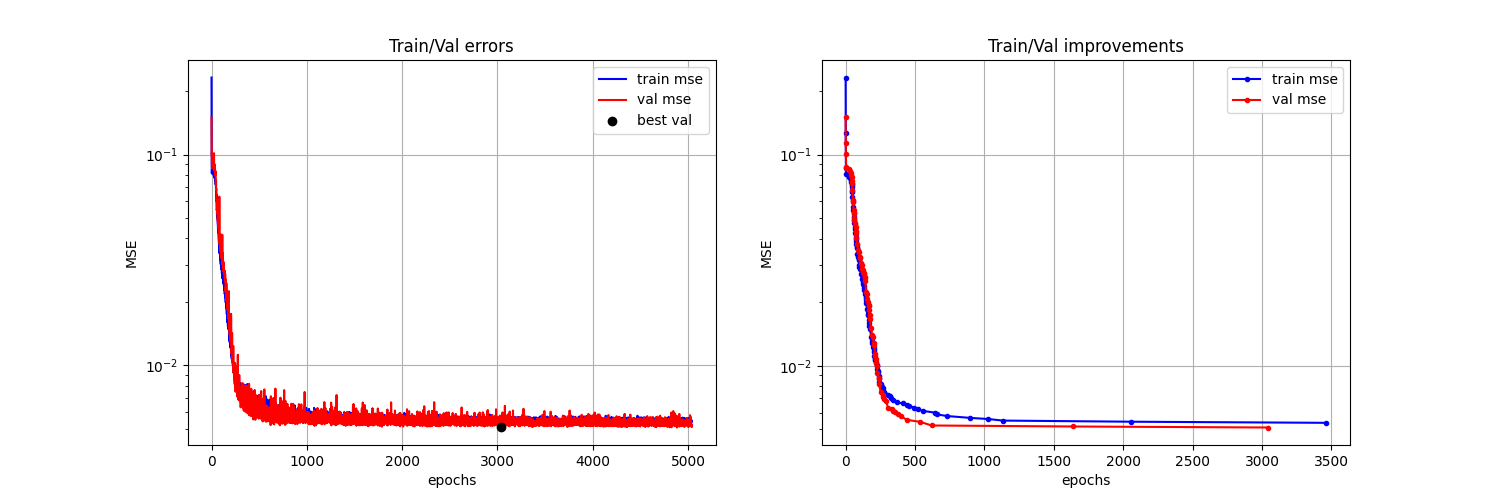 Train/Val errors
MSE
10⁻¹
10⁻²
train mse
val mse
best val
0 1000 2000 3000 4000 5000
epochs
Train/Val improvements
MSE
10⁻¹
10⁻²
train mse
val mse
0 500 1000 1500 2000 2500 3000 3500
epochs